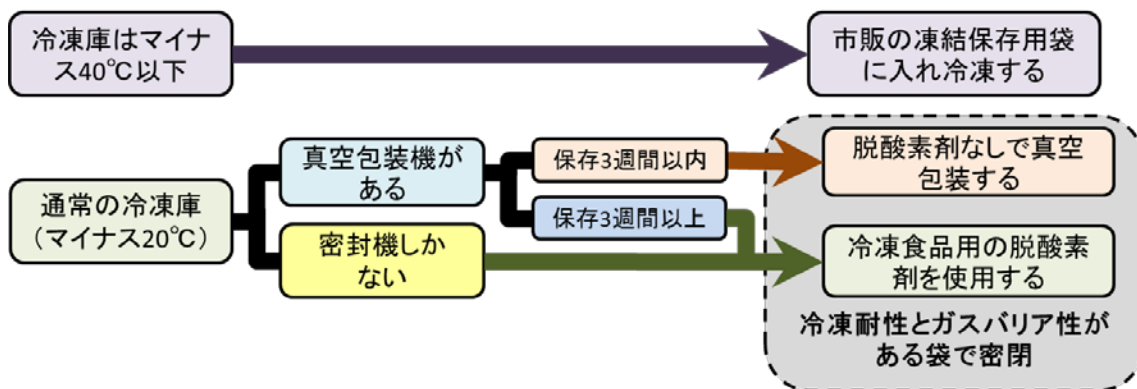 冷凍庫はマイナ
ス40℃以下
市販の凍結保存用袋
に入れ冷凍する
通常の冷凍庫
（マイナス20℃）
真空包装機が
ある
密封機しか
ない
保存3週間以内
保存3週間以上
脱酸素剤なしで真空
包装する
冷凍食品用の脱酸素
剤を使用する
冷凍耐性とガスバリア性が
ある袋で密閉